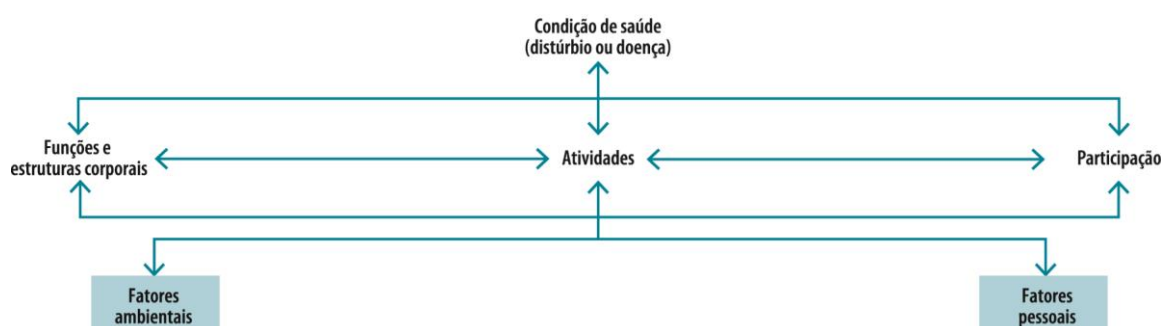 Condição de saúde
(distúrbio ou doença)
Funções e
estruturas corporais
Atividades
Participação
Fatores
ambientais
Fatores
pessoais